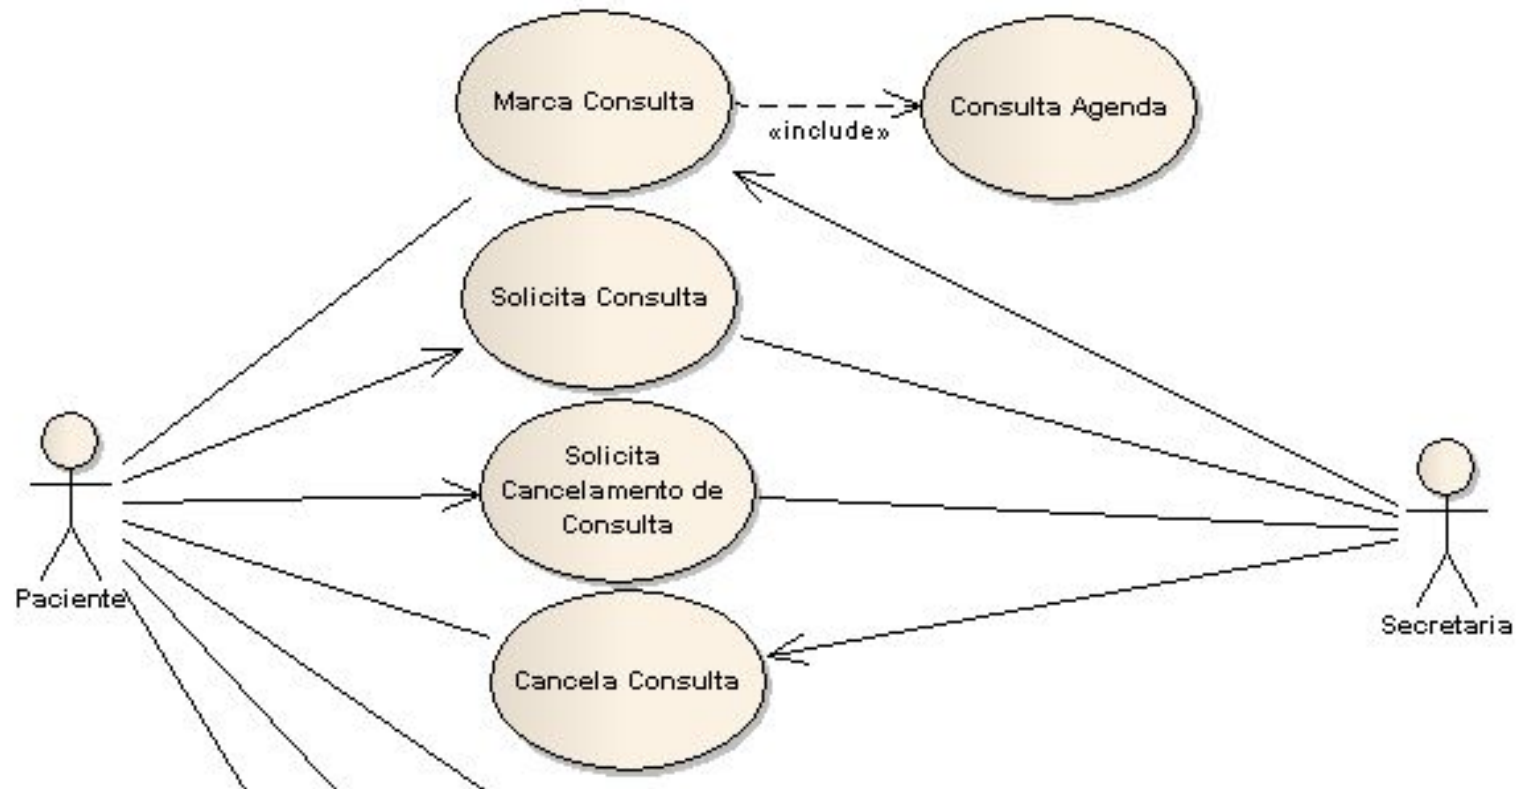 Marca Consulta
Consulta Agenda
«include»
Solicita Consulta
Solicita
Cancelamento de
Consulta
Paciente
Secretaria
Cancela Consulta